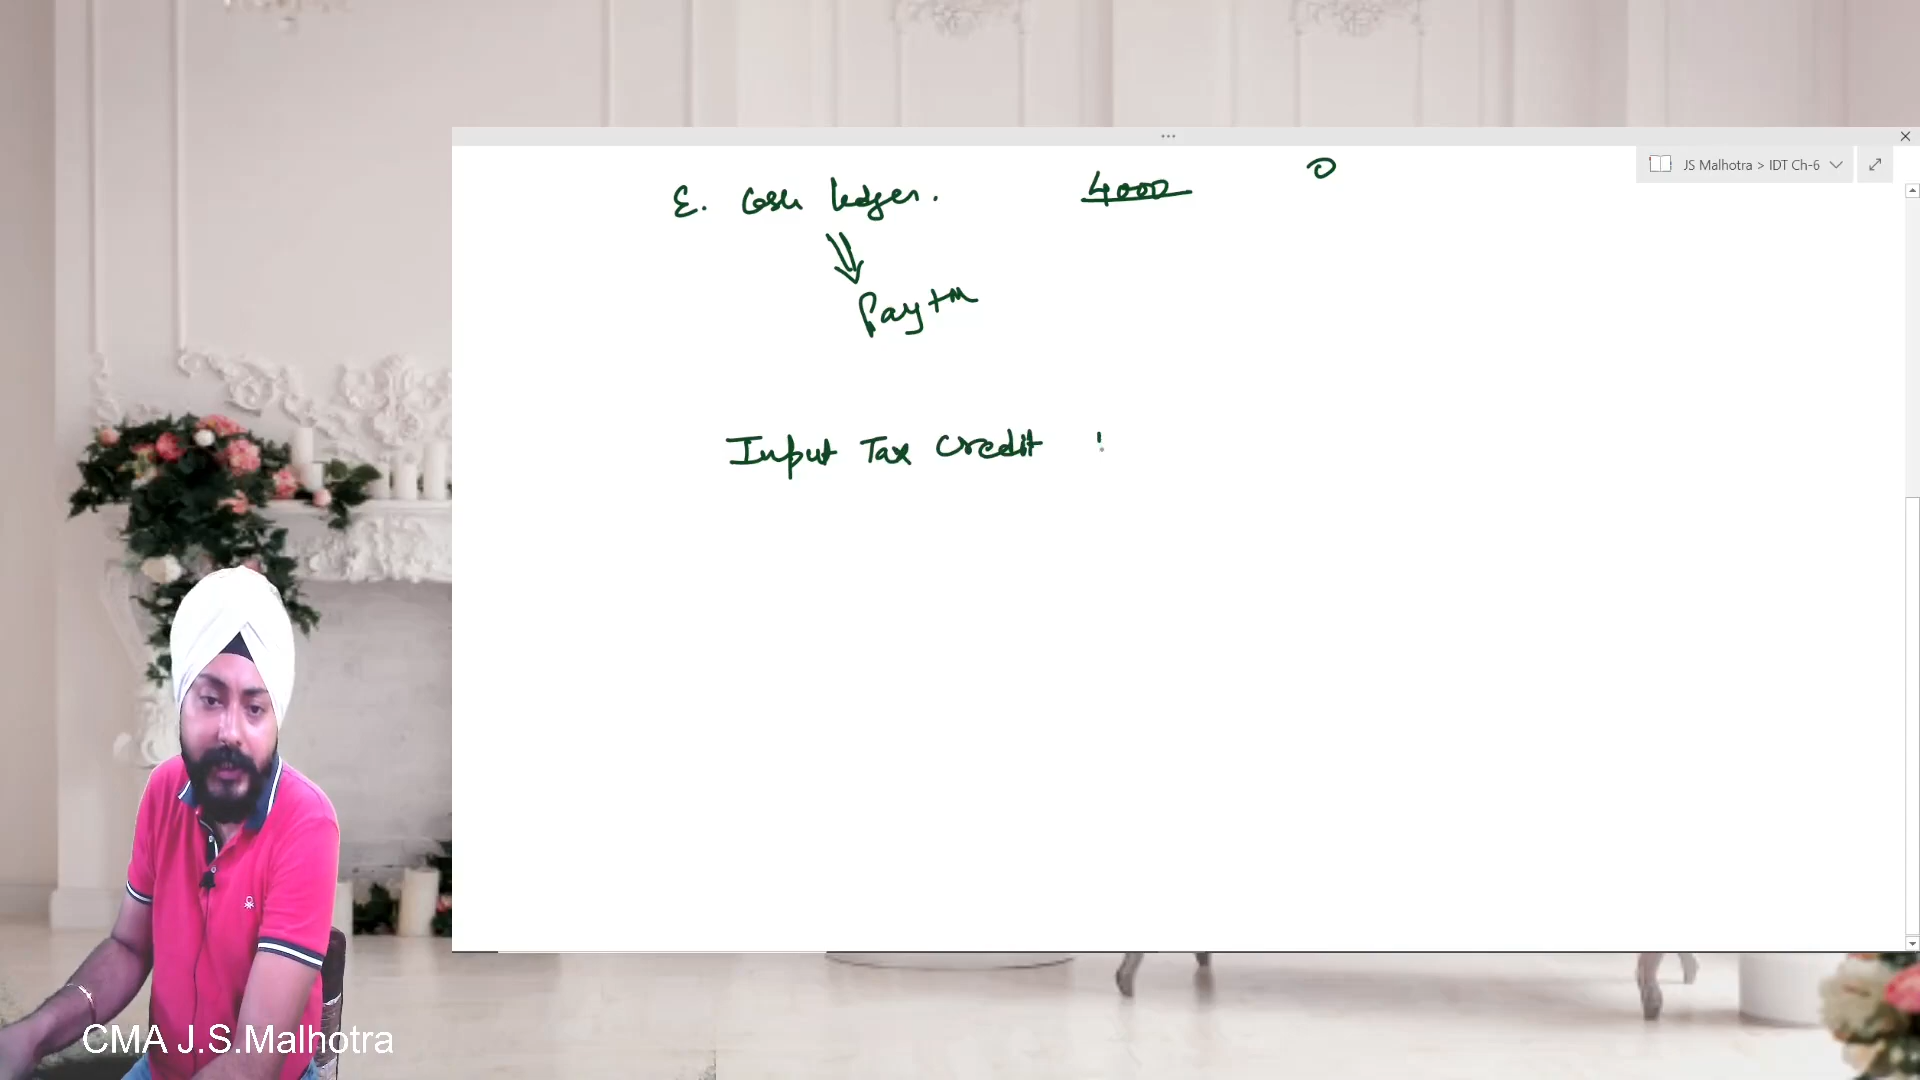 JS Malhotra > IDT Ch-6
E. Cash ledger. 4000 0
Paytm
Input Tax Credit :
CMA J.S.Malhotra